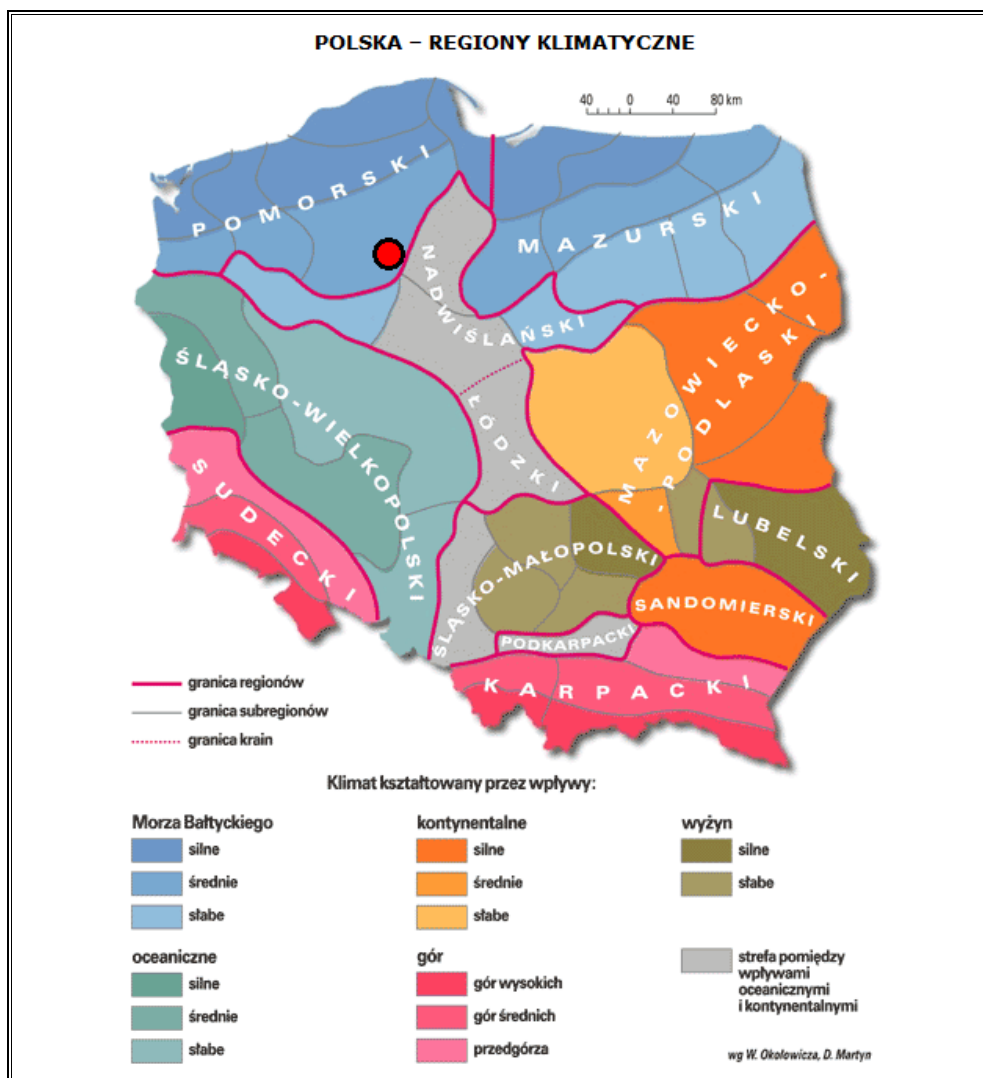 POLSKA – REGIONY KLIMATYCZNE
40 0 40 80 km
POMORSKI
MAZURSKI
NADWIŚLAŃSKI
MAZOWIECKO-
-PODLASKI
ŚLĄSKO-WIELKOPOLSKI
ŁÓDZKI
SUDECKI
LUBELSKI
ŚLĄSKO-MAŁOPOLSKI
SANDOMIERSKI
PODKARPACKI
KARPACKI
granica regionów
granica subregionów
granica krain
Klimat kształtowany przez wpływy:
Morza Bałtyckiego
silne
średnie
słabe
kontynentalne
silne
średnie
słabe
wyżyn
silne
słabe
oceaniczne
silne
średnie
słabe
gór
gór wysokich
gór średnich
przedgórza
strefa pomiędzy
wpływami
oceanicznymi
i kontynentalnymi
wg W. Okołowicza, D. Martyn